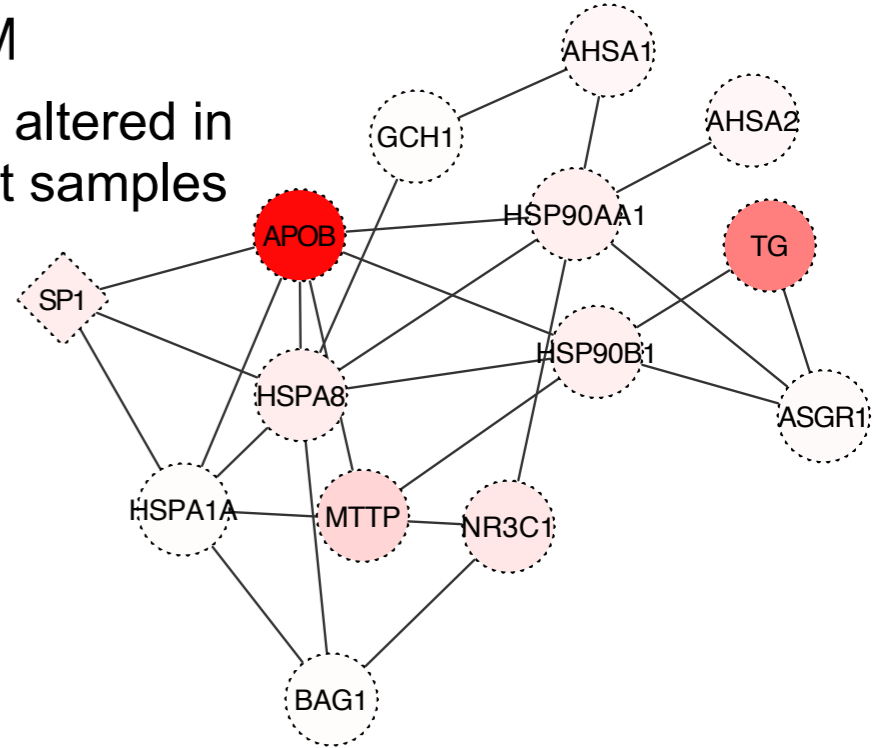 M
altered in
t samples
AHSA1
GCH1
AHSA2
HSP90AA1
APOB
TG
SP1
HSP90B1
HSPA8
ASGR1
HSPA1A
MTTP
NR3C1
BAG1